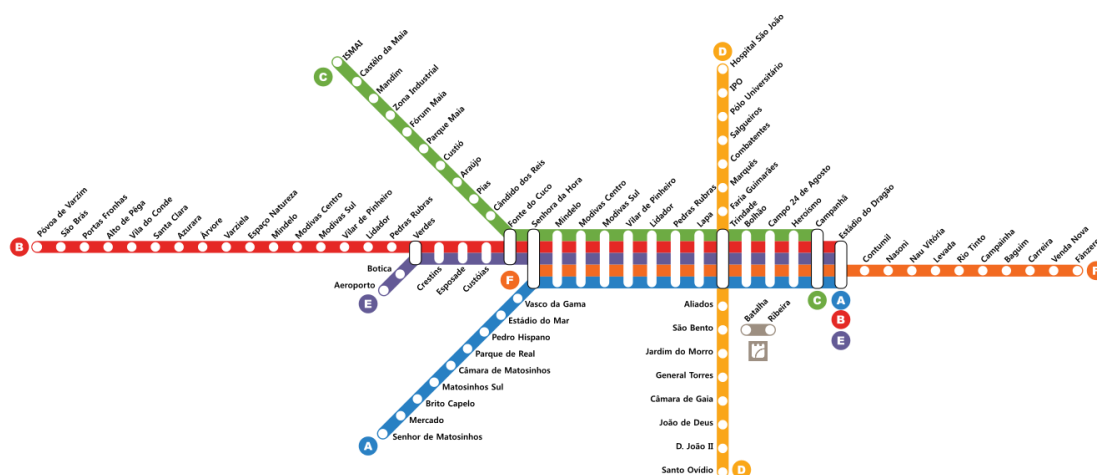 D
Hospital São João
IPO
Pólo Universitário
Salgueiros
Combatentes
Marquês
Faria Guimarães
Trindade
Bolhão
Campo 24 de Agosto
Heroísmo
Campanhã
Estádio do Dragão
C
ISMAI
Castêlo da Maia
Mandim
Zona Industrial
Fórum Maia
Parque Maia
Custió
Araújo
Pias
Cândido dos Reis
Fonte do Cuco
Senhora da Hora
Mindelo
Modivas Centro
Modivas Sul
Vilar de Pinheiro
Lidador
Pedras Rubras
Lapa
B
Póvoa de Varzim
São Brás
Portas Fronhas
Alto de Pêga
Vila do Conde
Santa Clara
Azurara
Árvore
Varziela
Espaço Natureza
Mindelo
Modivas Centro
Modivas Sul
Vilar de Pinheiro
Lidador
Pedras Rubras
Verdes
Botica
Aeroporto
E
Crestins
Esposade
Custóias
F
Contumil
Nasoni
Nau Vitória
Levada
Rio Tinto
Campainha
Baguim
Carreira
Venda Nova
Fânzeres
F
Vasco da Gama
Estádio do Mar
Pedro Hispano
Parque de Real
Câmara de Matosinhos
Matosinhos Sul
Brito Capelo
Mercado
Senhor de Matosinhos
A
C
A
B
E
Aliados
São Bento
Jardim do Morro
General Torres
Câmara de Gaia
João de Deus
D. João II
Santo Ovídio
D
Batalha
Ribeira